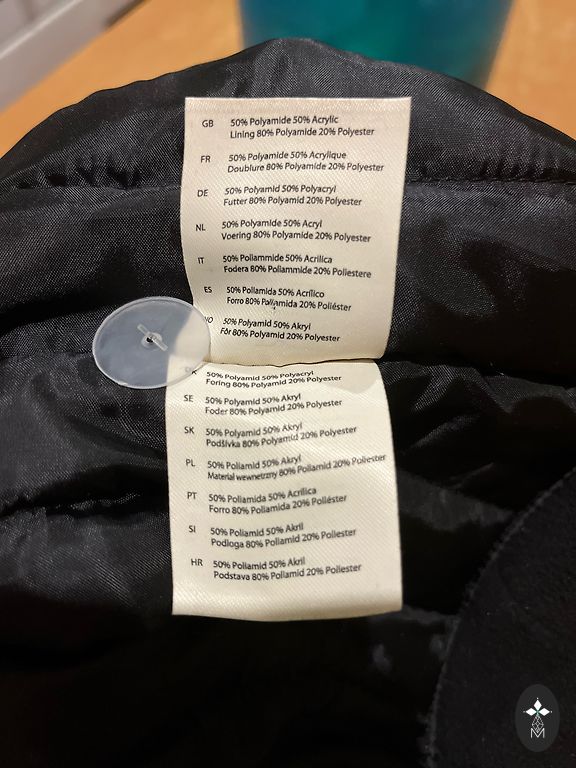 GB 50% Polyamide 50% Acrylic
Lining 80% Polyamide 20% Polyester
FR 50% Polyamide 50% Acrylique
Doublure 80% Polyamide 20% Polyester
DE 50% Polyamid 50% Polyacryl
Futter 80% Polyamid 20% Polyester
NL 50% Polyamide 50% Acryl
Voering 80% Polyamide 20% Polyester
IT 50% Poliammide 50% Acrilica
Fodera 80% Poliammide 20% Poliestere
ES 50% Poliamida 50% Acrílico
Forro 80% Poliamida 20% Poliéster
NO 50% Polyamid 50% Akryl
Fôr 80% Polyamid 20% Polyester
50% Polyamid 50% Polyacryl
Foring 80% Polyamid 20% Polyester
SE 50% Polyamid 50% Akryl
Foder 80% Polyamid 20% Polyester
SK 50% Polyamid 50% Akryl
Podšívka 80% Polyamid 20% Polyester
PL 50% Poliamid 50% Akryl
Materiał wewnetrzny 80% Poliamid 20% Poliester
PT 50% Poliamida 50% Acrílica
Forro 80% Poliamida 20% Poliéster
SI 50% Poliamid 50% Akril
Podloga 80% Poliamid 20% Poliester
HR 50% Poliamid 50% Akril
Podstava 80% Poliamid 20% Poliester
M